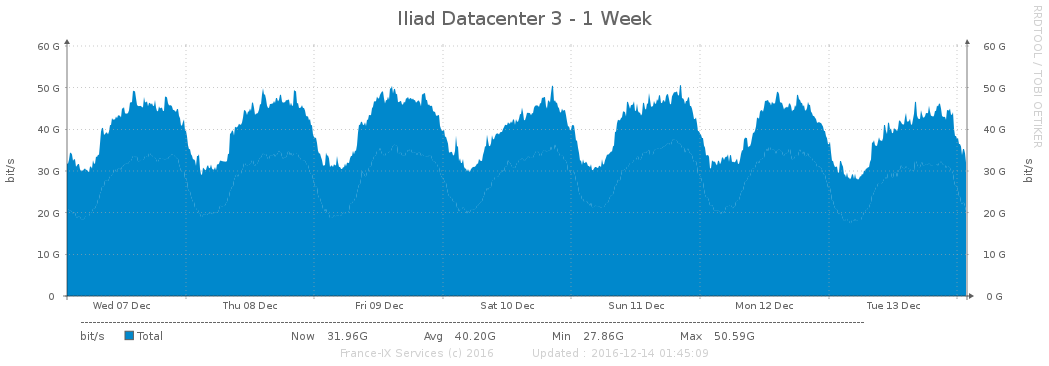 Iliad Datacenter 3 - 1 Week
RRDTOOL / TOBI OETIKER
60 G 60 G
50 G 50 G
40 G 40 G
30 G 30 G
20 G 20 G
10 G 10 G
0 0 G
bit/s bit/s
Wed 07 Dec Thu 08 Dec Fri 09 Dec Sat 10 Dec Sun 11 Dec Mon 12 Dec Tue 13 Dec
bit/s Total Now 31.96G Avg 40.20G Min 27.86G Max 50.59G
France-IX Services (c) 2016 Updated : 2016-12-14 01:45:09